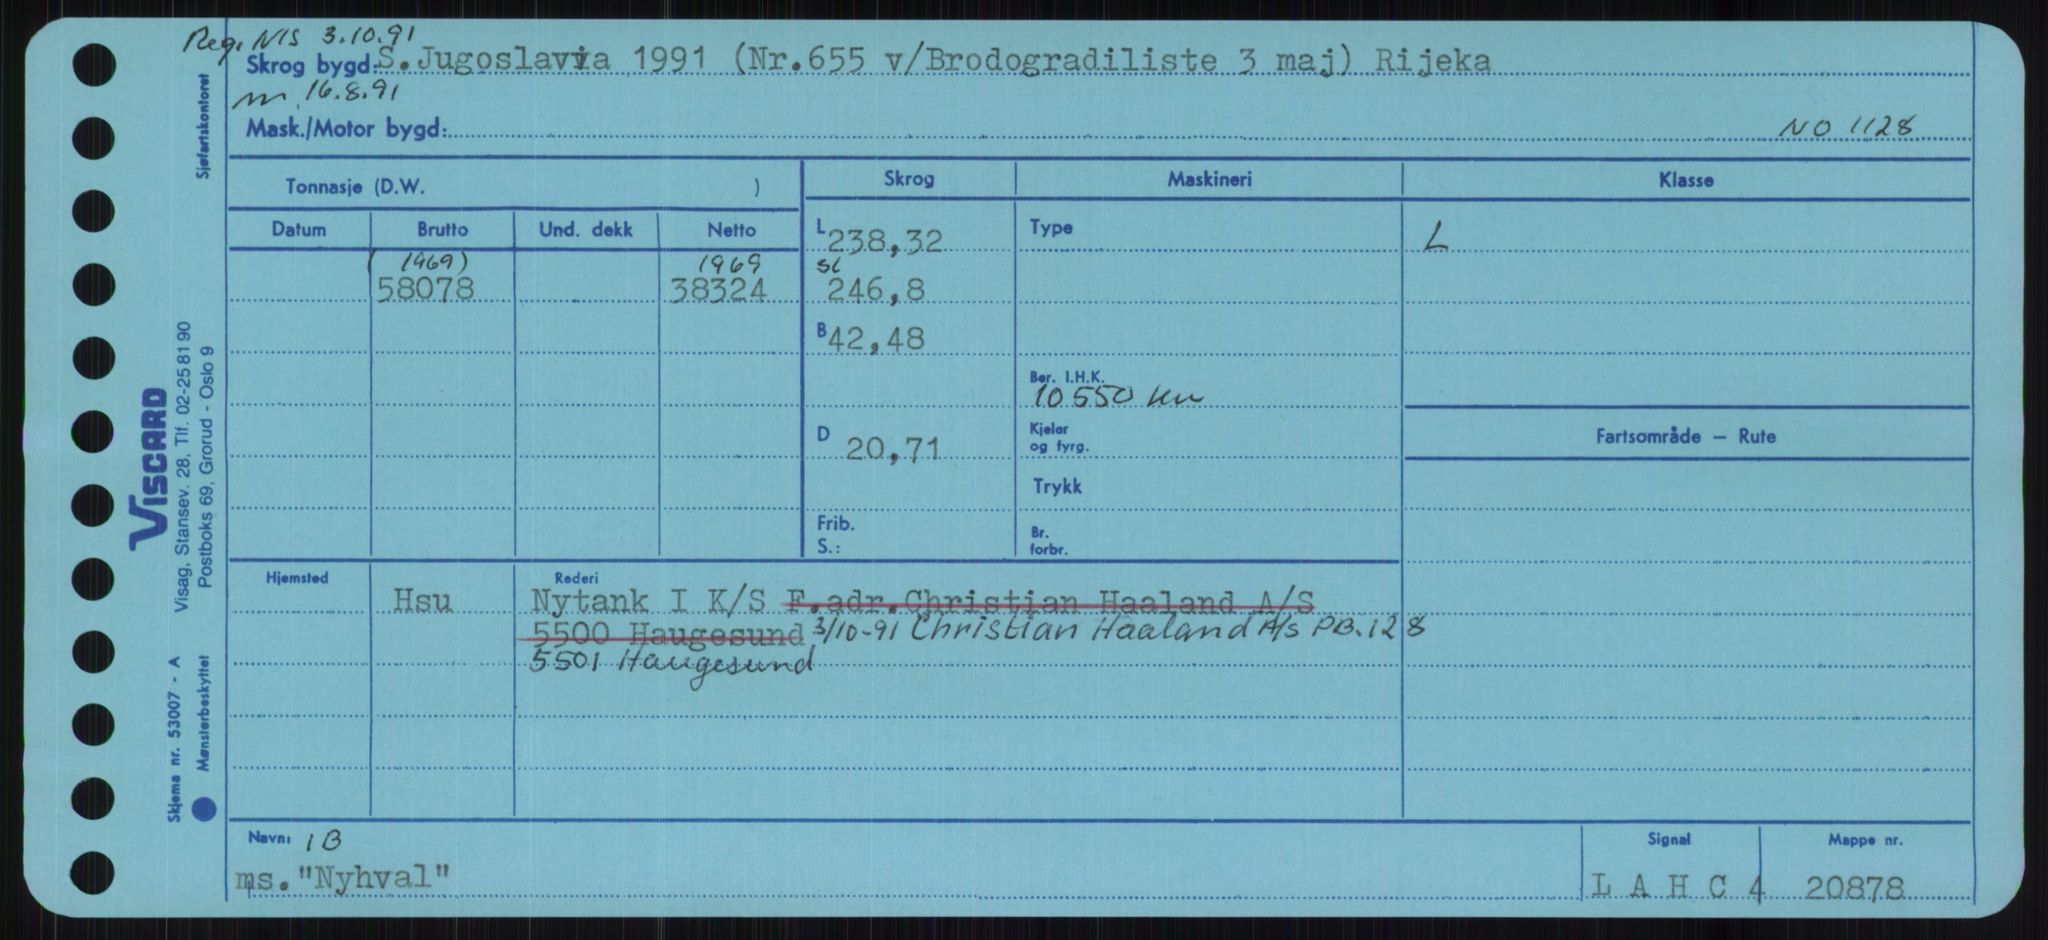 Reg. NIS 3.10.91
Skrog bygd: S.Jugoslavia 1991 (Nr.655 v/Brodogradiliste 3 maj) Rijeka
m 16.8.91
Mask./Motor bygd: NO 1128
Tonnasje (D.W. ) Skrog Maskineri Klasse
Datum Brutto Und. dekk Netto L 238,32 Type L
(1969) 1969 st
58078 38324 246,8
B 42,48
Ber. I.H.K.
10550 kw
D 20,71 Kjelar og fyrg. Fartsområde — Rute
Trykk
Frib. S.: Br. forbr.
Hjemsted Rederi
Hsu Nytank I K/S F.adr.Christian Haaland A/S
5500 Haugesund 3/10-91 Christian Haaland A/S PB.128
5501 Haugesund
Navn: 1B Signal Mappe nr.
ms. "Nyhval" L A H C 4 20878
Sjøfartskontoret
VISCARD
Visag, Stansev. 28, Tlf. 02-25 81 90
Postboks 69, Grorud - Oslo 9
Skjema nr. 53007 - A
Mønsterbeskyttet